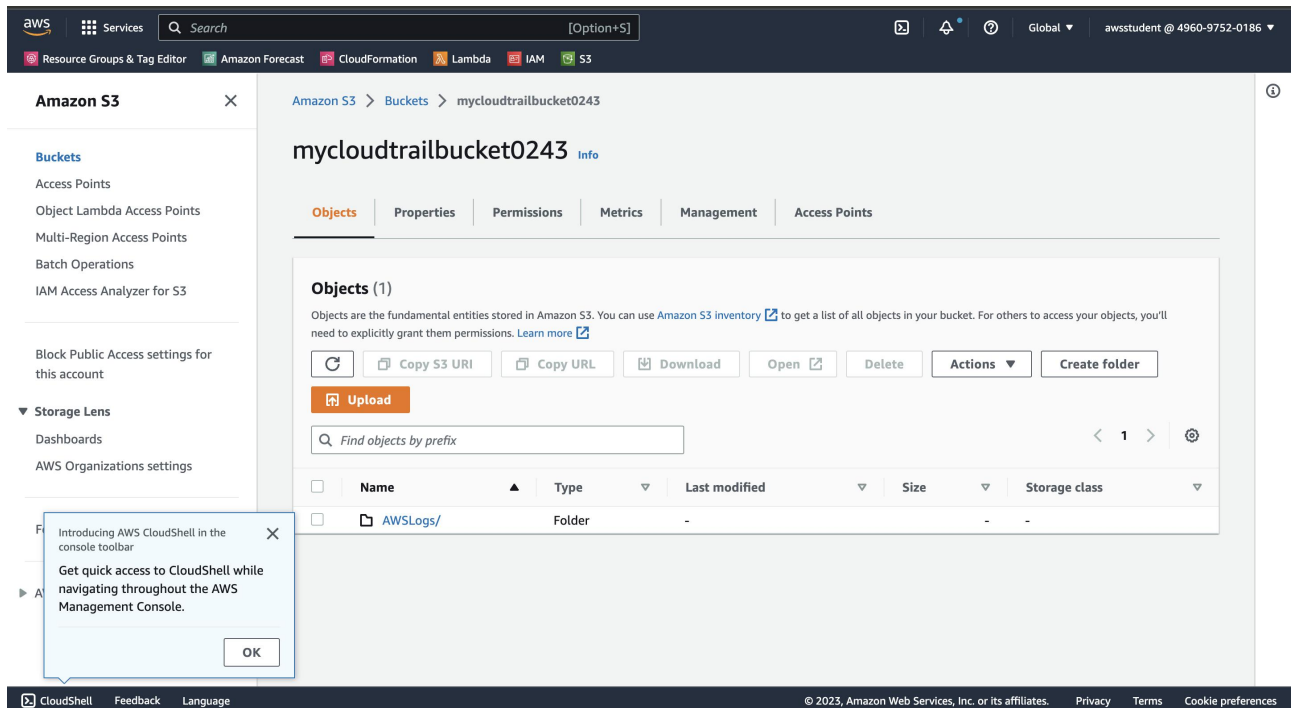 aws
Services
Search [Option+S]
Global ▼
awsstudent @ 4960-9752-0186 ▼
Resource Groups & Tag Editor
Amazon Forecast
CloudFormation
Lambda
IAM
S3
Amazon S3
Buckets
Access Points
Object Lambda Access Points
Multi-Region Access Points
Batch Operations
IAM Access Analyzer for S3
Block Public Access settings for
this account
Storage Lens
Dashboards
AWS Organizations settings
Introducing AWS CloudShell in the
console toolbar
Get quick access to CloudShell while
navigating throughout the AWS
Management Console.
OK
Amazon S3 > Buckets > mycloudtrailbucket0243
mycloudtrailbucket0243 Info
Objects Properties Permissions Metrics Management Access Points
Objects (1)
Objects are the fundamental entities stored in Amazon S3. You can use Amazon S3 inventory to get a list of all objects in your bucket. For others to access your objects, you'll
need to explicitly grant them permissions. Learn more
Copy S3 URI Copy URL Download Open Delete Actions ▼ Create folder
Upload
Find objects by prefix
< 1 >
Name Type Last modified Size Storage class
AWSLogs/ Folder - - -
CloudShell Feedback Language
© 2023, Amazon Web Services, Inc. or its affiliates. Privacy Terms Cookie preferences